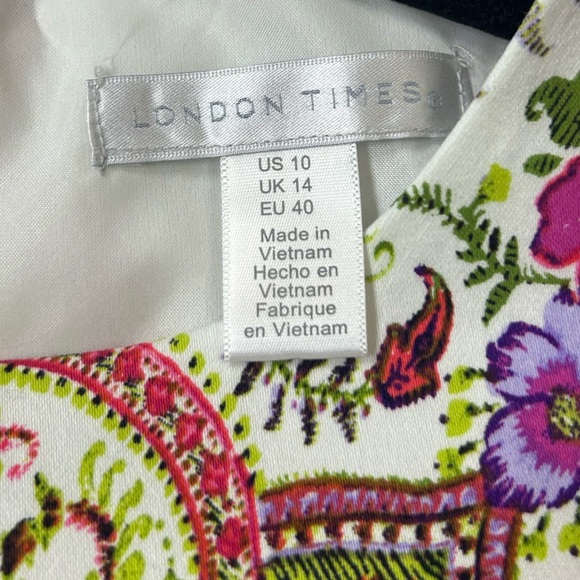 LONDON TIMES®
US 10
UK 14
EU 40
Made in
Vietnam
Hecho en
Vietnam
Fabrique
en Vietnam